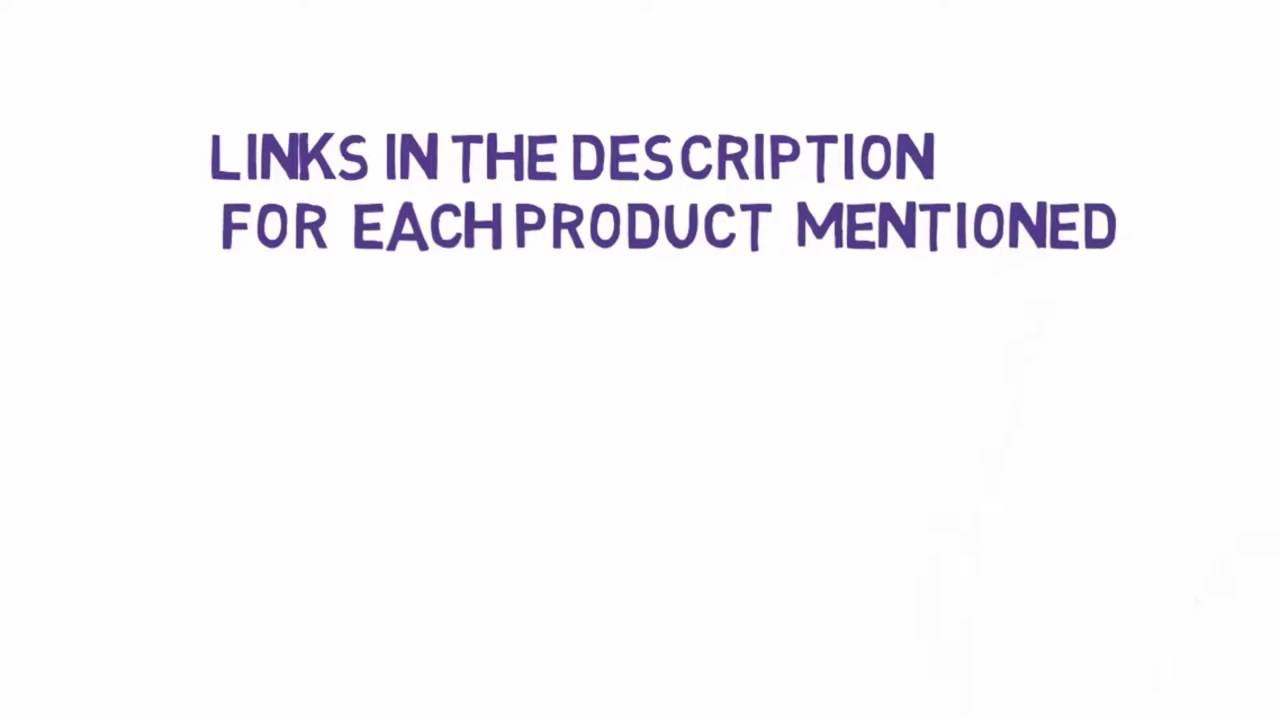 LINKS IN THE DESCRIPTION
FOR EACH PRODUCT MENTIONED